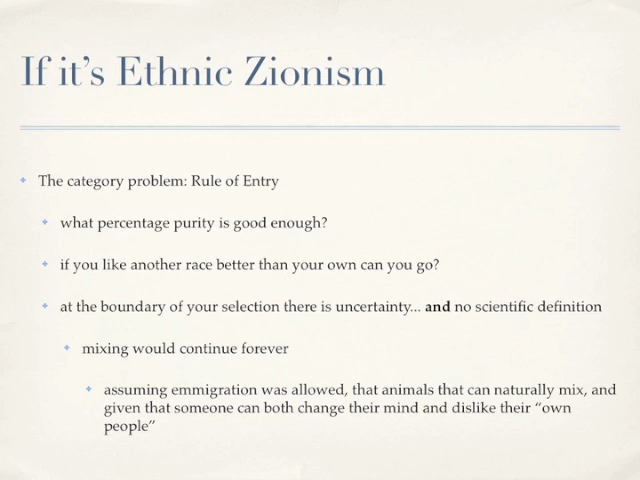 If it’s Ethnic Zionism
The category problem: Rule of Entry
what percentage purity is good enough?
if you like another race better than your own can you go?
at the boundary of your selection there is uncertainty... and no scientific definition
mixing would continue forever
assuming emmigration was allowed, that animals that can naturally mix, and
given that someone can both change their mind and dislike their “own
people”